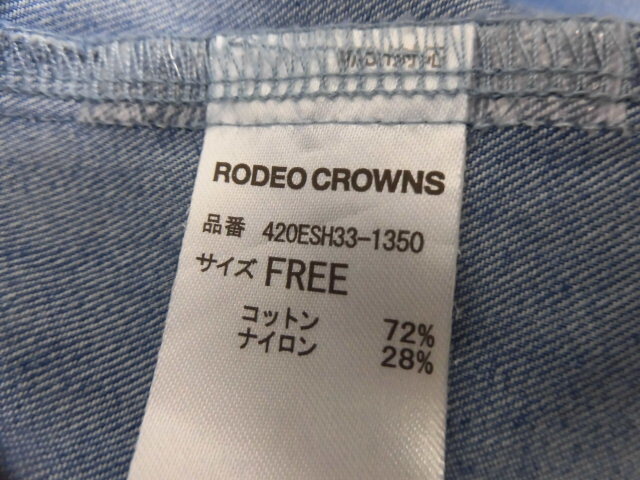 RODEO CROWNS
品番 420ESH33-1350
サイズ FREE
コットン 72%
ナイロン 28%